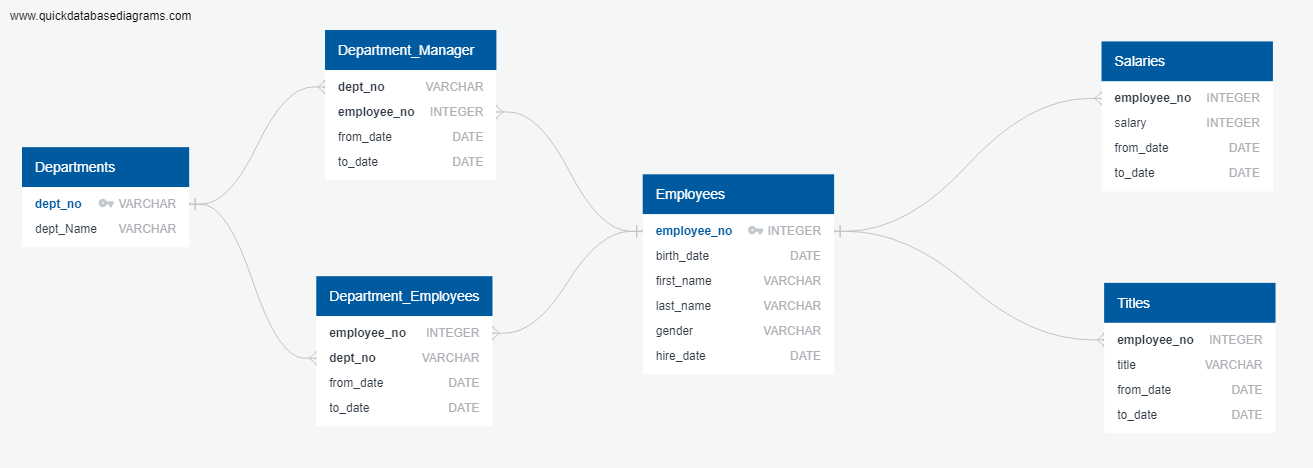 www.quickdatabasediagrams.com
Departments
dept_no VARCHAR
dept_Name VARCHAR
Department_Manager
dept_no VARCHAR
employee_no INTEGER
from_date DATE
to_date DATE
Department_Employees
employee_no INTEGER
dept_no VARCHAR
from_date DATE
to_date DATE
Employees
employee_no INTEGER
birth_date DATE
first_name VARCHAR
last_name VARCHAR
gender VARCHAR
hire_date DATE
Salaries
employee_no INTEGER
salary INTEGER
from_date DATE
to_date DATE
Titles
employee_no INTEGER
title VARCHAR
from_date DATE
to_date DATE